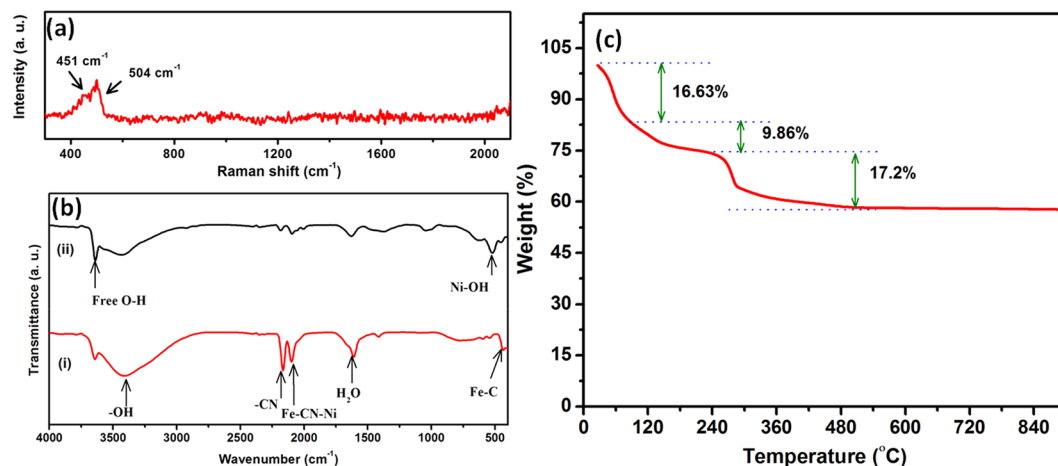 (a)
Intensity (a. u.)
451 cm⁻¹
504 cm⁻¹
400 800 1200 1600 2000
Raman shift (cm⁻¹)
(b)
Transmittance (a. u.)
(ii)
Free O-H
Ni-OH
(i)
-OH
-CN
Fe-CN-Ni
H₂O
Fe-C
4000 3500 3000 2500 2000 1500 1000 500
Wavenumber (cm⁻¹)
(c)
Weight (%)
105
90
75
60
45
30
15
0
16.63%
9.86%
17.2%
0 120 240 360 480 600 720 840
Temperature (°C)